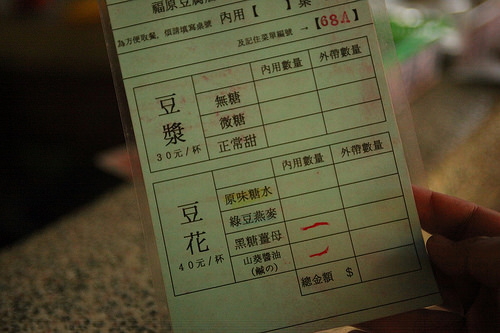 福原豆腐
內用【 】桌
為方便取餐,煩請填寫桌號
及記住菜單編號 → 【68A】
內用數量 外帶數量
豆漿
30元/杯
無糖
微糖
正常甜
內用數量 外帶數量
豆花
40元/杯
原味糖水
綠豆燕麥
黑糖薑母
山葵醬油
(鹹の)
總金額 $